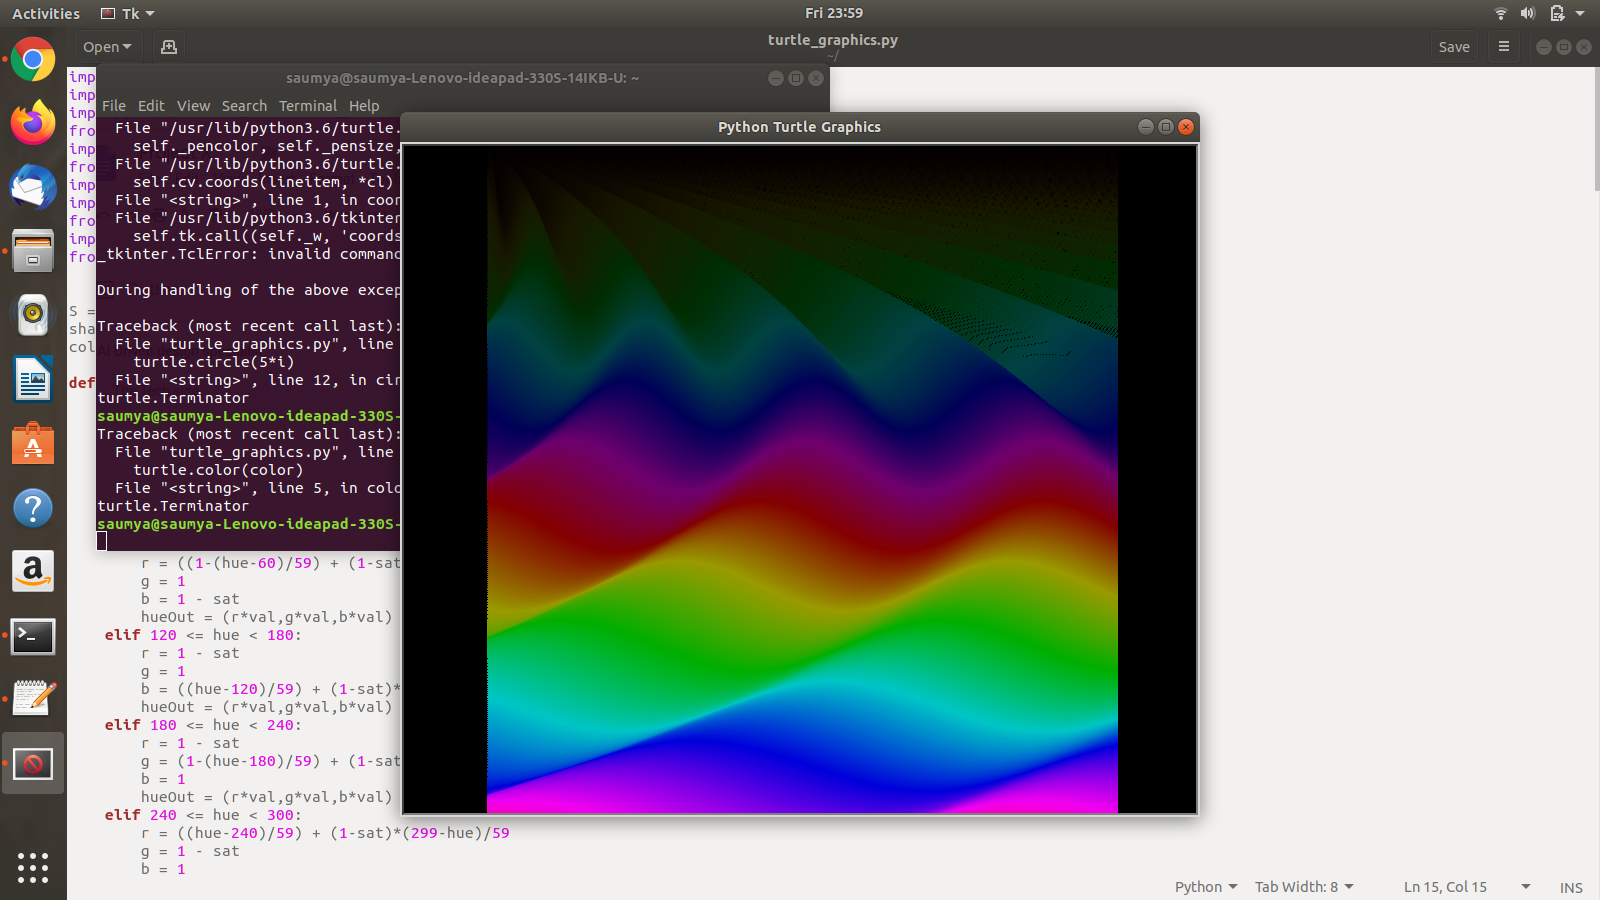 Activities
Tk
Fri 23:59
Open
turtle_graphics.py
~/
Save
imp
imp
imp
fro
imp
fro
imp
imp
fro
imp
fro
S =
sha
col
def
saumya@saumya-Lenovo-ideapad-330S-14IKB-U: ~
File Edit View Search Terminal Help
File "/usr/lib/python3.6/turtle.
self._pencolor, self._pensize,
File "/usr/lib/python3.6/turtle.
self.cv.coords(lineitem, *cl)
File "<string>", line 1, in coor
File "/usr/lib/python3.6/tkinter
self.tk.call((self._w, 'coords
_tkinter.TclError: invalid commanc
During handling of the above excep
Traceback (most recent call last):
File "turtle_graphics.py", line
turtle.circle(5*i)
File "<string>", line 12, in cir
turtle.Terminator
saumya@saumya-Lenovo-ideapad-330S-
Traceback (most recent call last):
File "turtle_graphics.py", line
turtle.color(color)
File "<string>", line 5, in colo
turtle.Terminator
saumya@saumya-Lenovo-ideapad-330S-
Python Turtle Graphics
r = ((1-(hue-60)/59) + (1-sat
g = 1
b = 1 - sat
hueOut = (r*val,g*val,b*val)
elif 120 <= hue < 180:
r = 1 - sat
g = 1
b = ((hue-120)/59) + (1-sat)*
hueOut = (r*val,g*val,b*val)
elif 180 <= hue < 240:
r = 1 - sat
g = (1-(hue-180)/59) + (1-sat
b = 1
hueOut = (r*val,g*val,b*val)
elif 240 <= hue < 300:
r = ((hue-240)/59) + (1-sat)*(299-hue)/59
g = 1 - sat
b = 1
Python
Tab Width: 8
Ln 15, Col 15
INS